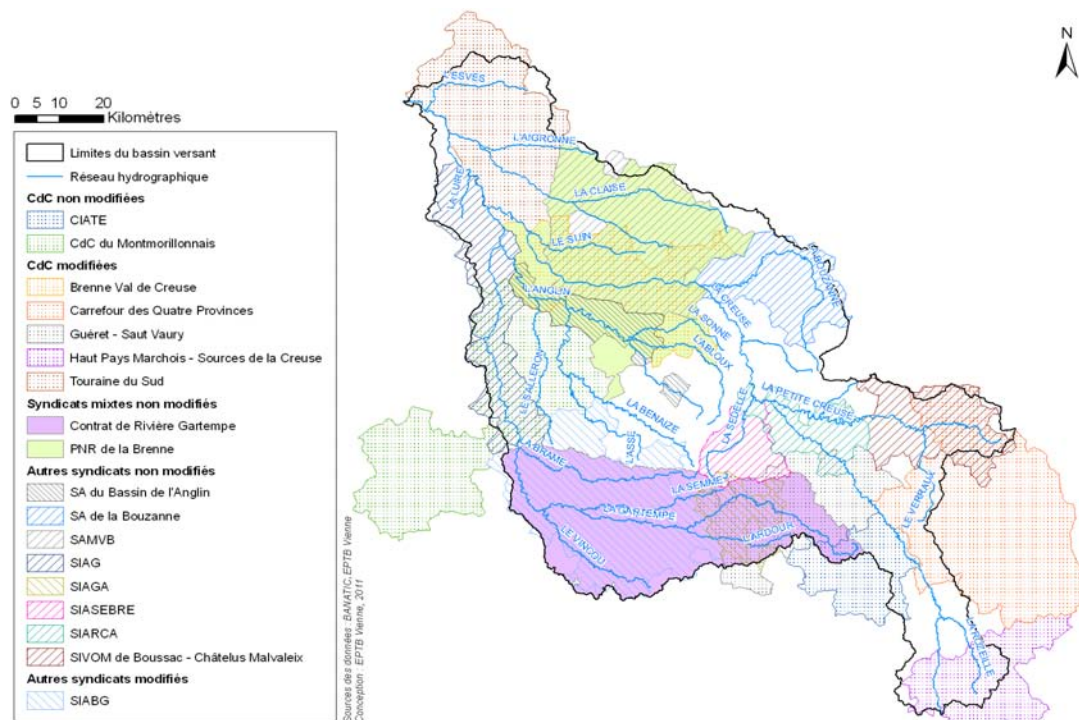 N
0 5 10 20
Kilomètres
Limites du bassin versant
Réseau hydrographique
CdC non modifiées
CIATE
CdC du Montmorillonnais
CdC modifiées
Brenne Val de Creuse
Carrefour des Quatre Provinces
Guéret - Saut Vaury
Haut Pays Marchois - Sources de la Creuse
Touraine du Sud
Syndicats mixtes non modifiés
Contrat de Rivière Gartempe
PNR de la Brenne
Autres syndicats non modifiés
SA du Bassin de l'Anglin
SA de la Bouzanne
SAMVB
SIAG
SIAGA
SIASEBRE
SIARCA
SIVOM de Boussac - Châtelus Malvaleix
Autres syndicats modifiés
SIABG
Sources des données : BANATIC, EPTB Vienne
Conception : EPTB Vienne, 2011
L'ESVES
L'AIGRONNE
LA CLAISE
LA LUIRE
LE SUIN
LA BOUZANNE
L'ANGLIN
LA CREUSE
LA SONNE
L'ABLOUX
LE SALLERON
LA BENAIZE
LA SEDELLE
LA PETITE CREUSE
L'ASSE
LA BRAME
LA SEMME
LA GARTEMPE
L'ARDOUR
LE VINCOU
LE VERRAUX
LA ROZEILLE